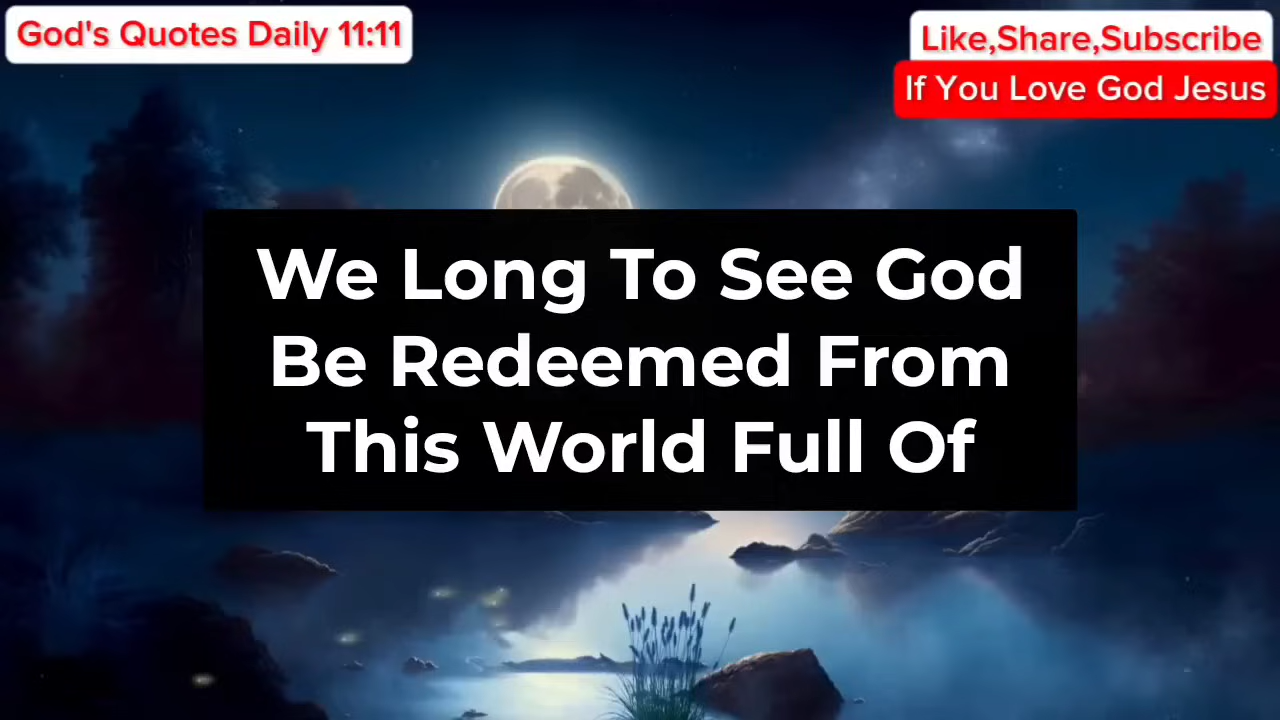 God's Quotes Daily 11:11
Like,Share,Subscribe
If You Love God Jesus
We Long To See God
Be Redeemed From
This World Full Of